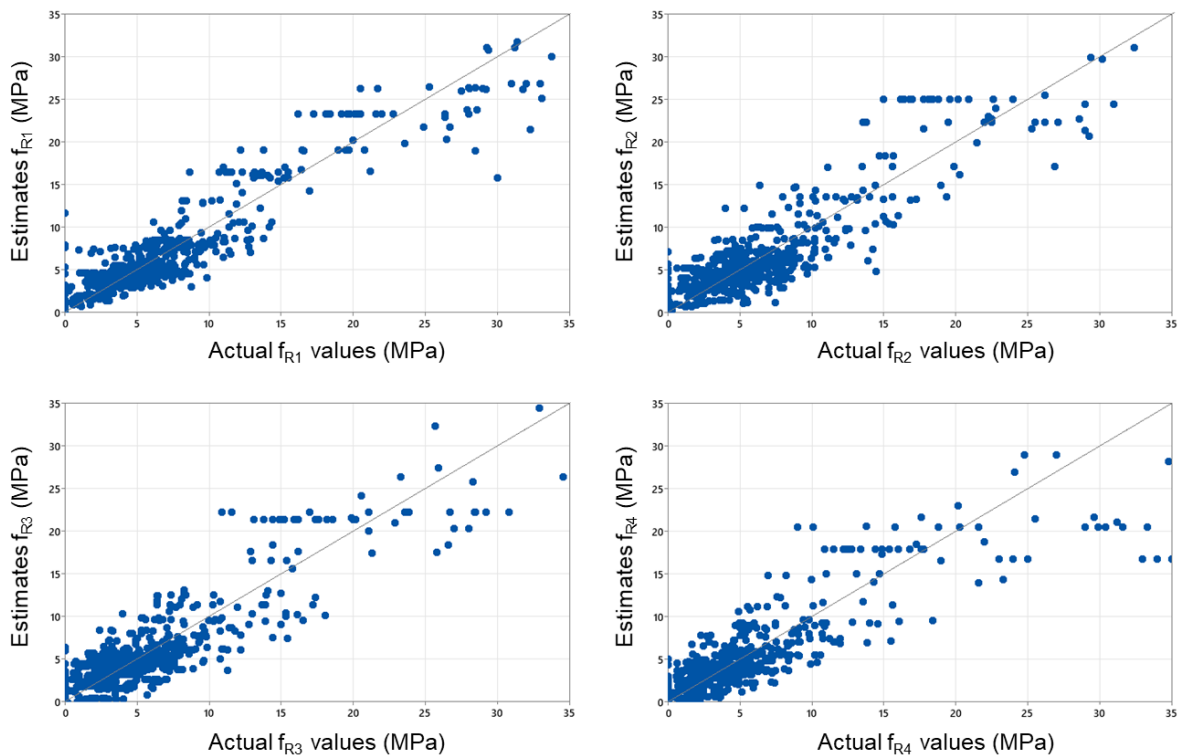 35
30
25
20
15
10
5
0
Estimates fR1 (MPa)
0 5 10 15 20 25 30 35
Actual fR1 values (MPa)
35
30
25
20
15
10
5
0
Estimates fR2 (MPa)
0 5 10 15 20 25 30 35
Actual fR2 values (MPa)
35
30
25
20
15
10
5
0
Estimates fR3 (MPa)
0 5 10 15 20 25 30 35
Actual fR3 values (MPa)
35
30
25
20
15
10
5
0
Estimates fR4 (MPa)
0 5 10 15 20 25 30 35
Actual fR4 values (MPa)